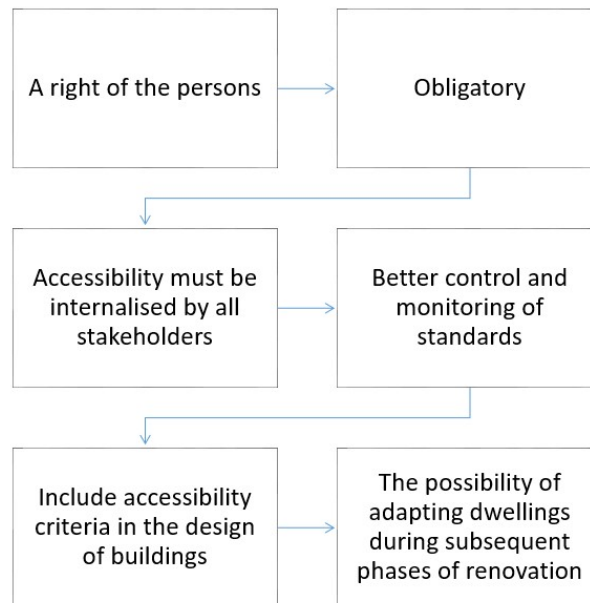 A right of the persons
Obligatory
Accessibility must be
internalised by all
stakeholders
Better control and
monitoring of
standards
Include accessibility
criteria in the design
of buildings
The possibility of
adapting dwellings
during subsequent
phases of renovation